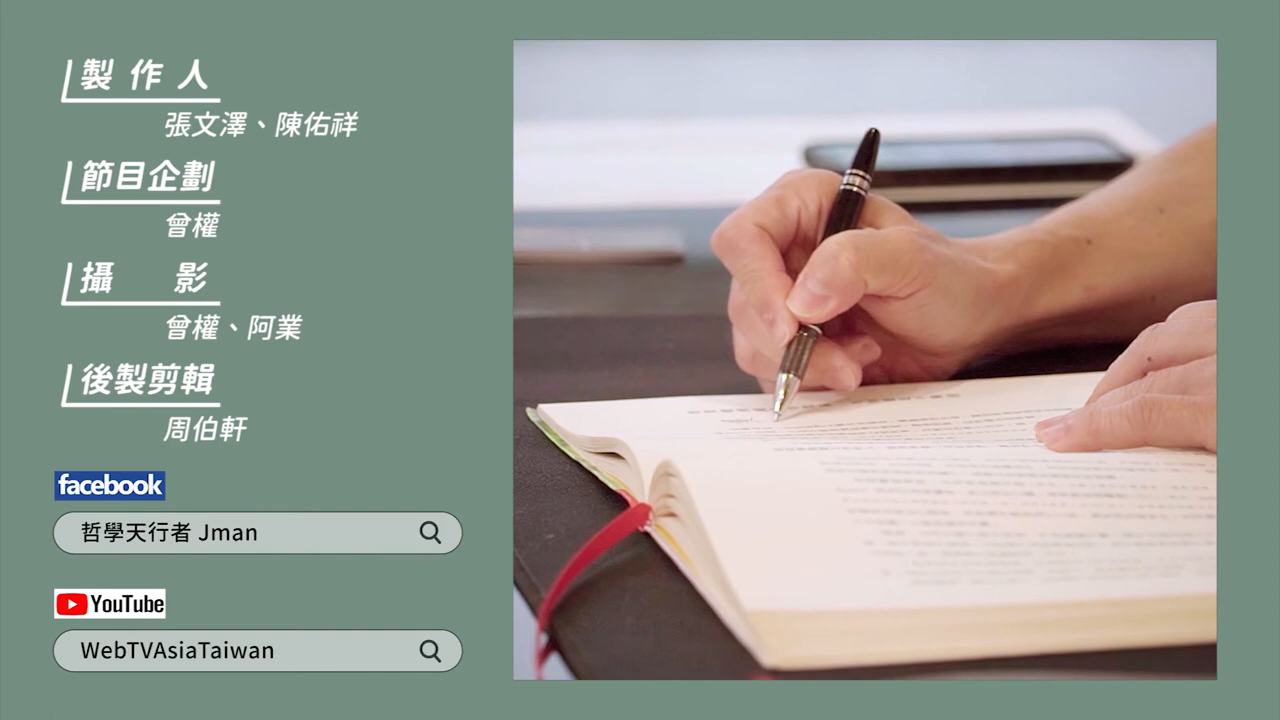 製作人
張文澤、陳佑祥
節目企劃
曾權
攝影
曾權、阿業
後製剪輯
周伯軒
facebook
哲學天行者 Jman
YouTube
WebTVAsiaTaiwan